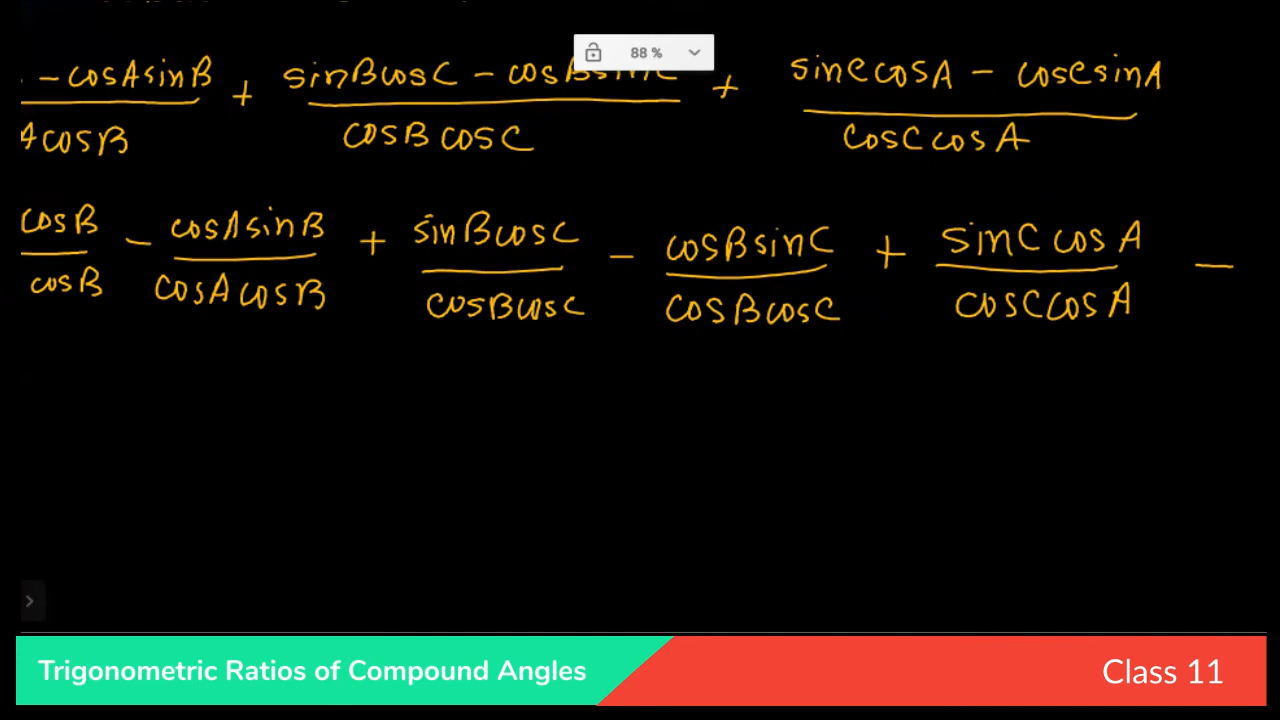 88 %
- cosAsinB + sinBcosC - cosBsinC + sinCcosA - cosCsinA
AcosB cosBcosC cosCcosA
cosB - cosAsinB + sinBcosC - cosBsinC + sinCcosA -
cosB cosAcosB cosBcosC cosBcosC cosCcosA
Trigonometric Ratios of Compound Angles
Class 11